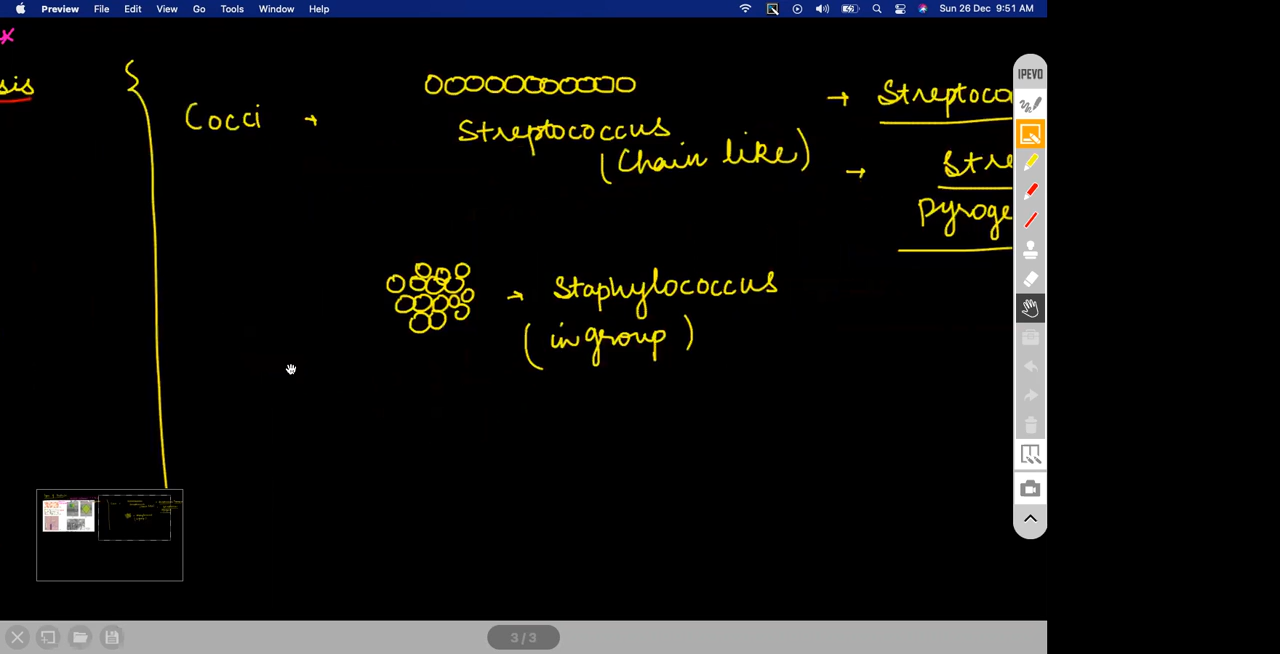 Preview File Edit View Go Tools Window Help Sun 26 Dec 9:51 AM
sis
IPEVO
Cocci →
Streptococcus
(Chain like)
→ Streptoco
→ Stre
pyroge
→ Staphylococcus
(in group)
3 / 3